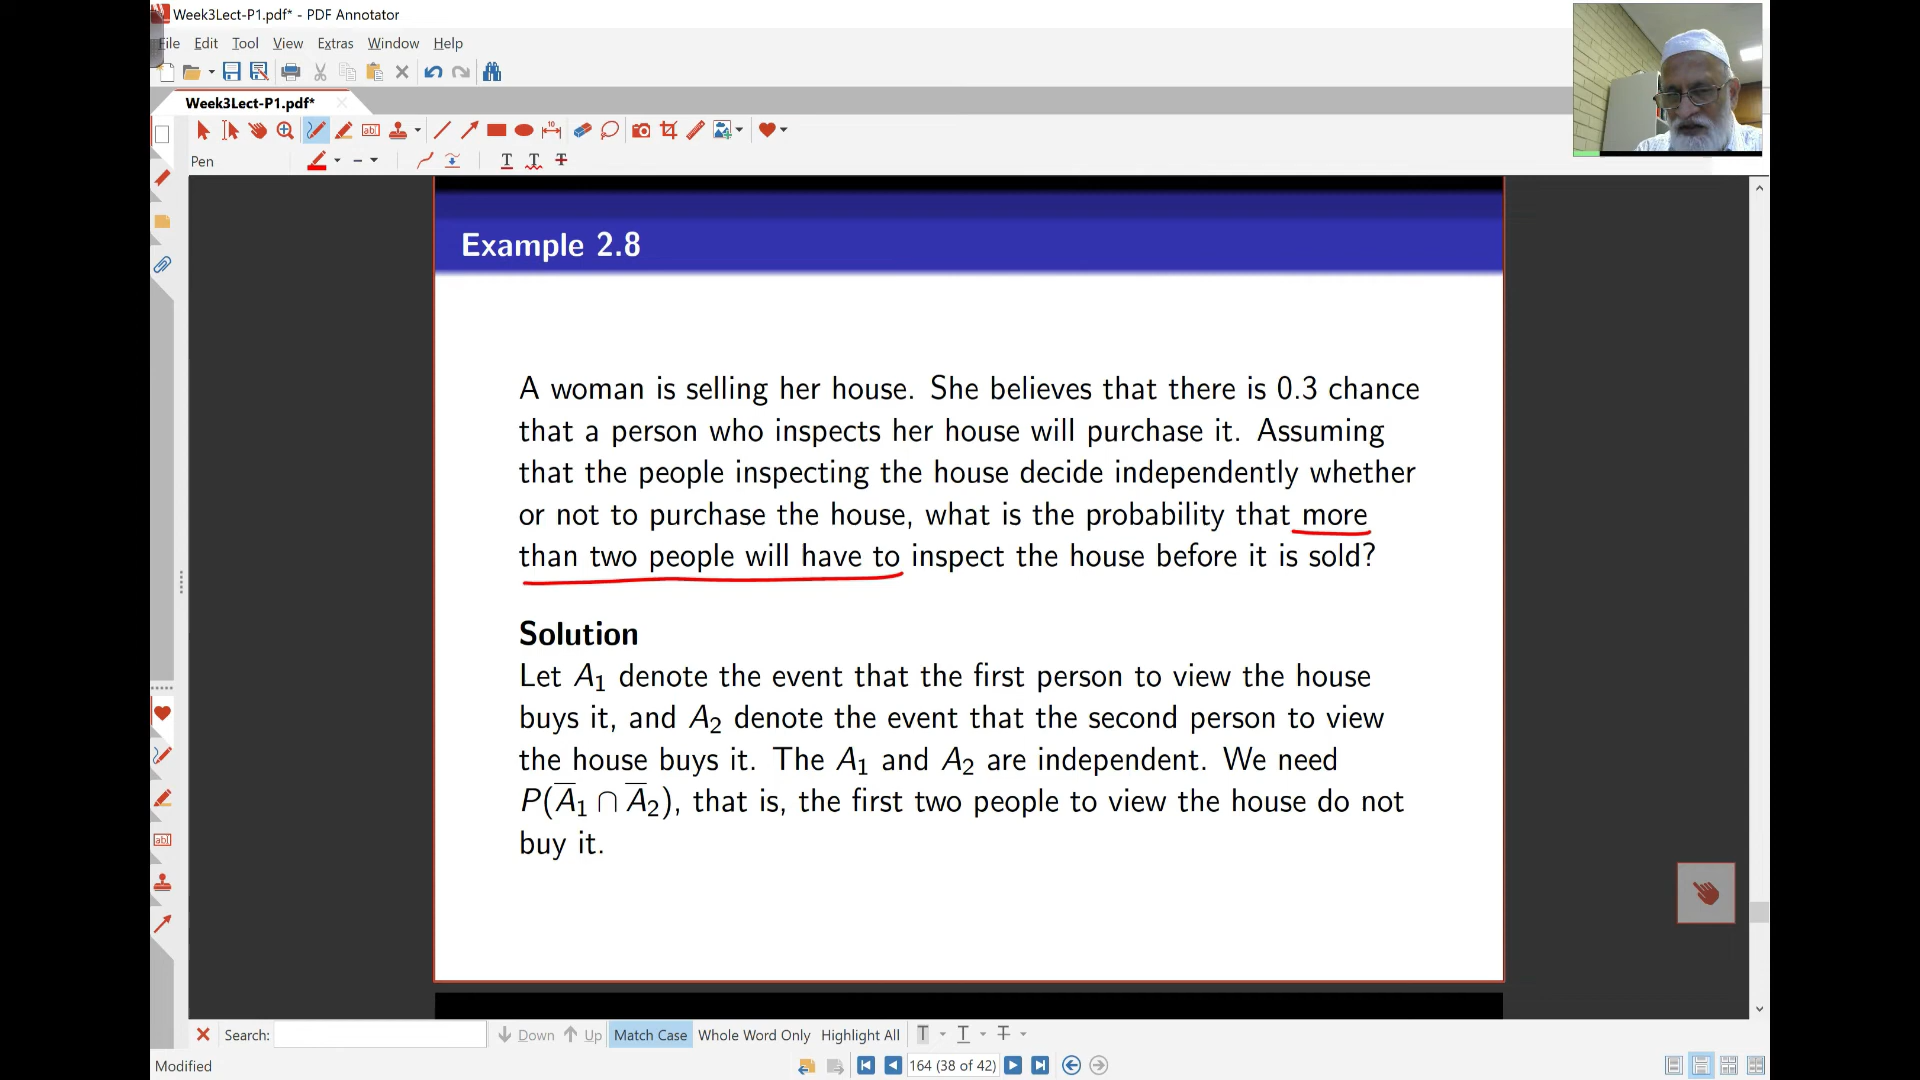 Week3Lect-P1.pdf* - PDF Annotator
File Edit Tool View Extras Window Help
Week3Lect-P1.pdf*
Pen
Example 2.8
A woman is selling her house. She believes that there is 0.3 chance
that a person who inspects her house will purchase it. Assuming
that the people inspecting the house decide independently whether
or not to purchase the house, what is the probability that more
than two people will have to inspect the house before it is sold?
Solution
Let A₁ denote the event that the first person to view the house
buys it, and A₂ denote the event that the second person to view
the house buys it. The A₁ and A₂ are independent. We need
P(A̅₁ ∩ A̅₂), that is, the first two people to view the house do not
buy it.
Search: Down Up Match Case Whole Word Only Highlight All
Modified 164 (38 of 42)